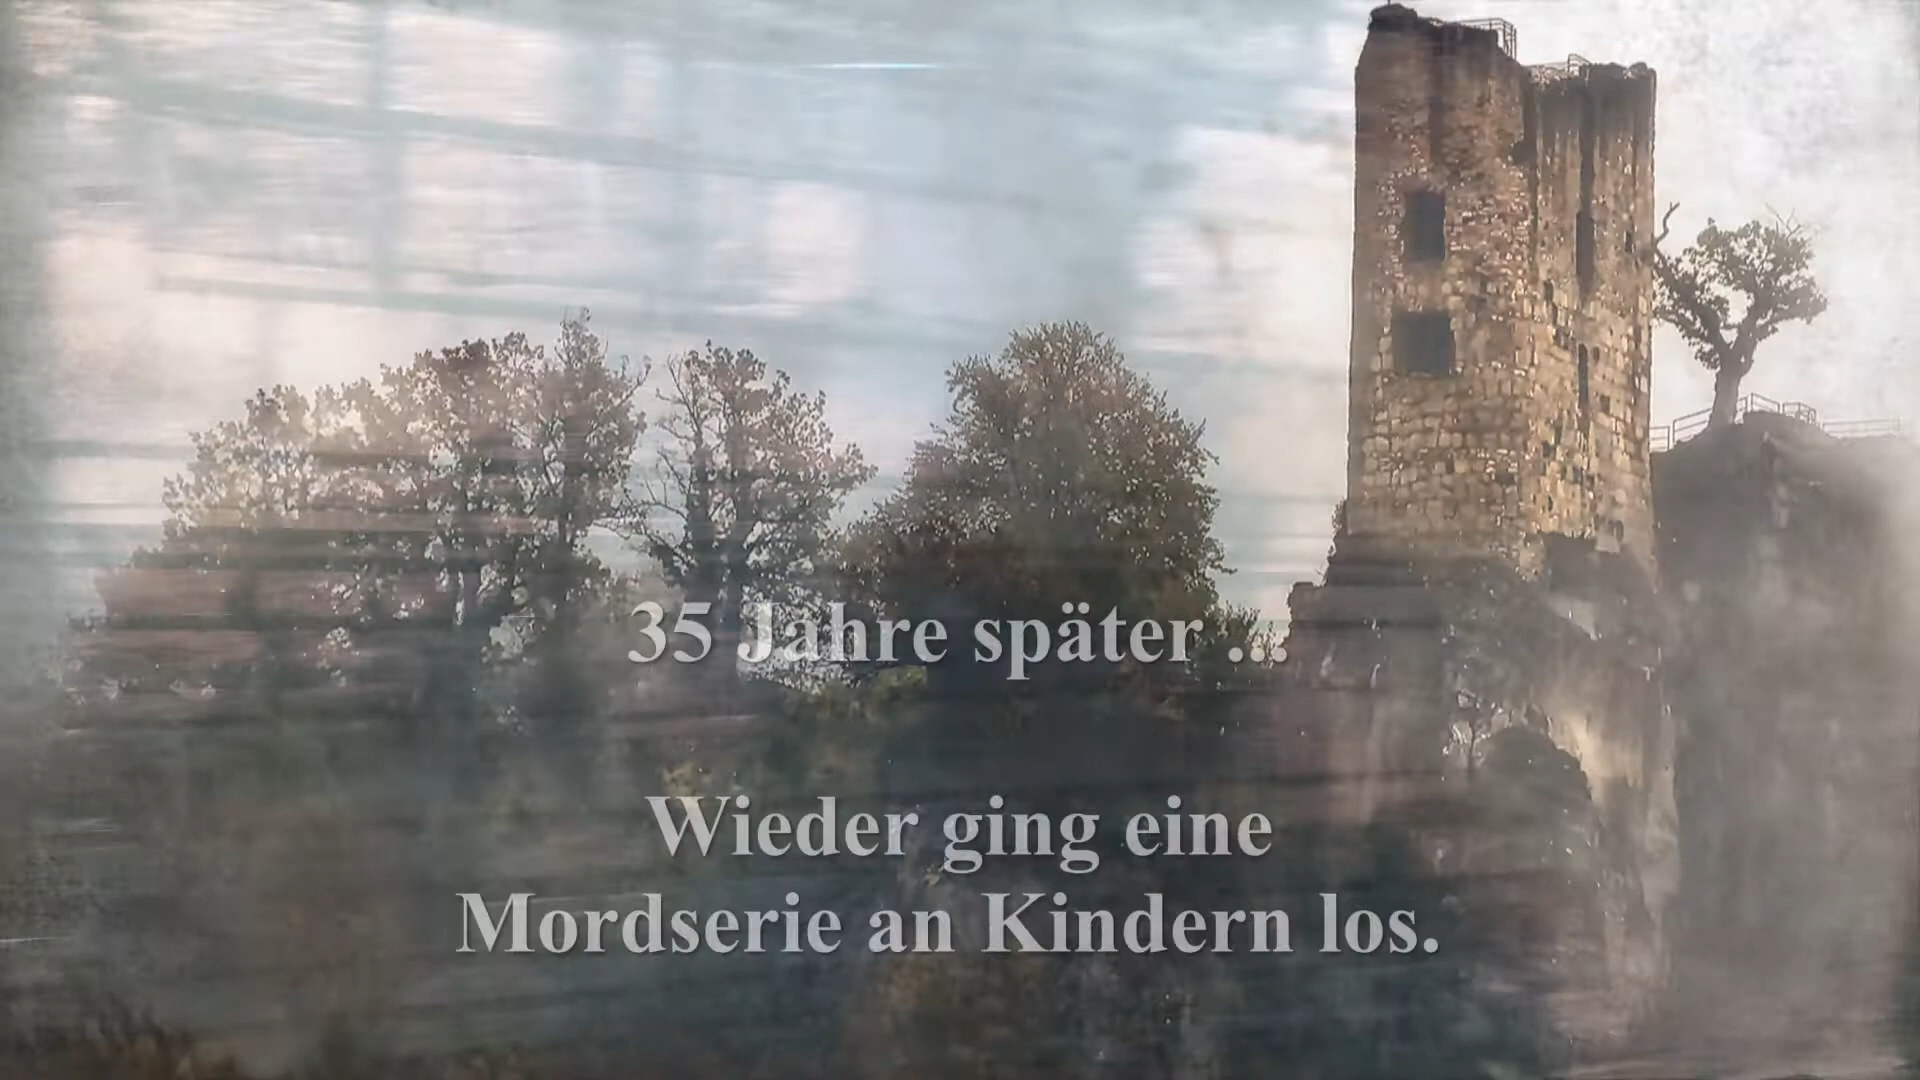 35 Jahre später ...
Wieder ging eine
Mordserie an Kindern los.